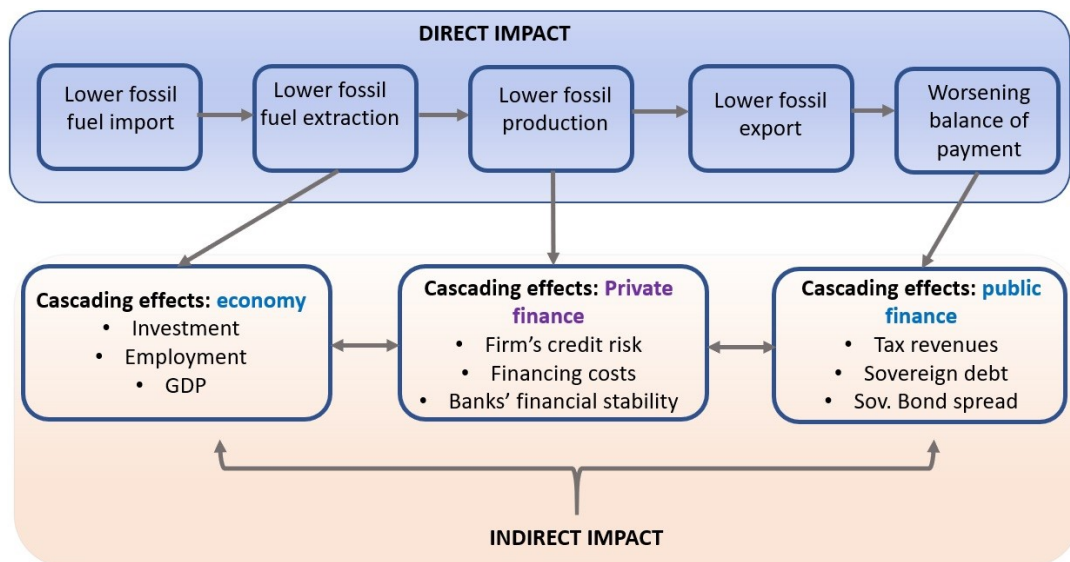 DIRECT IMPACT
Lower fossil
fuel import
Lower fossil
fuel extraction
Lower fossil
production
Lower fossil
export
Worsening
balance of
payment
Cascading effects: economy
• Investment
• Employment
• GDP
Cascading effects: Private
finance
• Firm's credit risk
• Financing costs
• Banks' financial stability
Cascading effects: public
finance
• Tax revenues
• Sovereign debt
• Sov. Bond spread
INDIRECT IMPACT